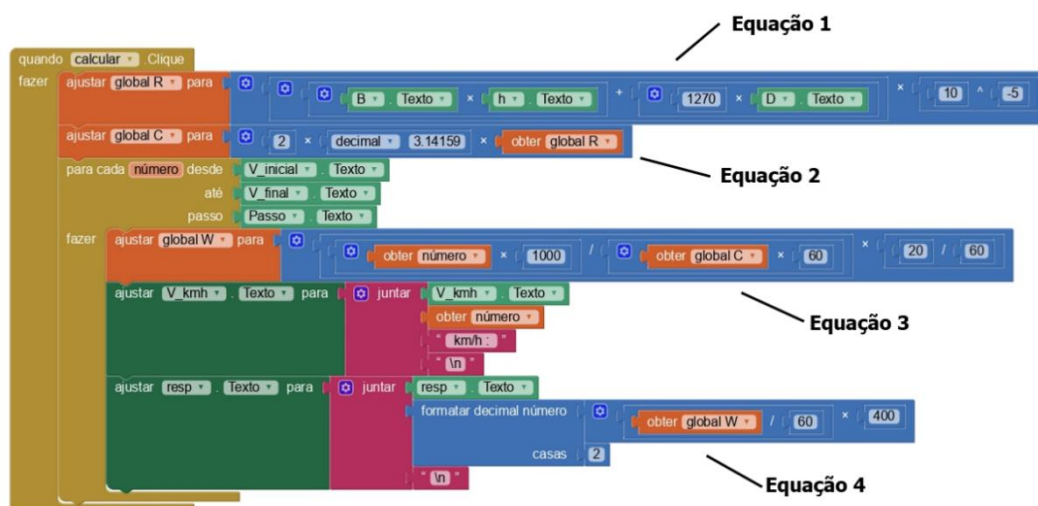 Equação 1
quando calcular . Clique
fazer ajustar global R para B . Texto × h . Texto + 1270 × D . Texto × 10 ^ -5
ajustar global C para 2 × decimal 3.14159 × obter global R
Equação 2
para cada número desde V_inicial . Texto
até V_final . Texto
passo Passo . Texto
fazer ajustar global W para obter número × 1000 / obter global C × 60 × 20 / 60
ajustar V_kmh . Texto para juntar V_kmh . Texto
obter número
Equação 3
" km/h : "
" \n "
ajustar resp . Texto para juntar resp . Texto
formatar decimal número obter global W / 60 × 400
casas 2
" \n "
Equação 4